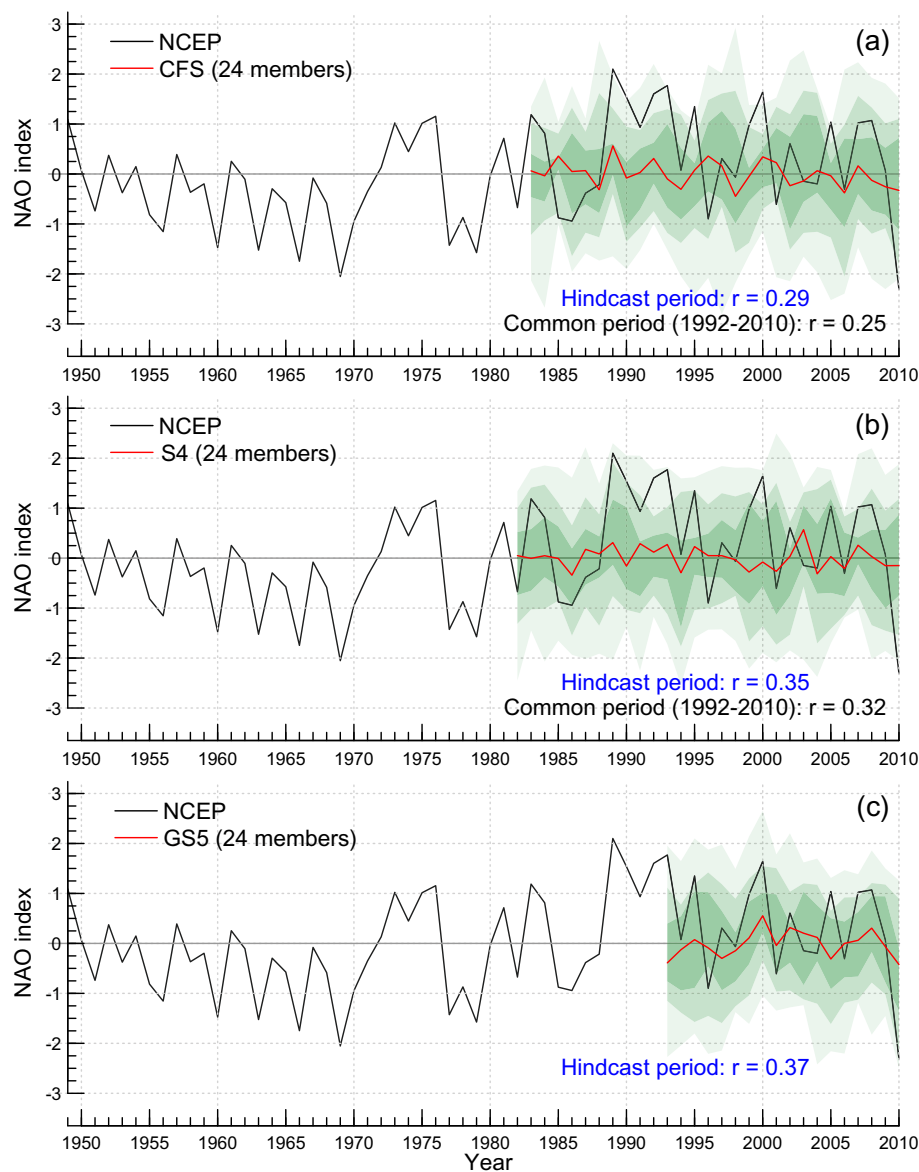 3
2
1
0
-1
-2
-3
NAO index
NCEP
CFS (24 members)
(a)
Hindcast period: r = 0.29
Common period (1992-2010): r = 0.25
1950 1955 1960 1965 1970 1975 1980 1985 1990 1995 2000 2005 2010
3
2
1
0
-1
-2
-3
NAO index
NCEP
S4 (24 members)
(b)
Hindcast period: r = 0.35
Common period (1992-2010): r = 0.32
1950 1955 1960 1965 1970 1975 1980 1985 1990 1995 2000 2005 2010
3
2
1
0
-1
-2
-3
NAO index
NCEP
GS5 (24 members)
(c)
Hindcast period: r = 0.37
1950 1955 1960 1965 1970 1975 1980 1985 1990 1995 2000 2005 2010
Year